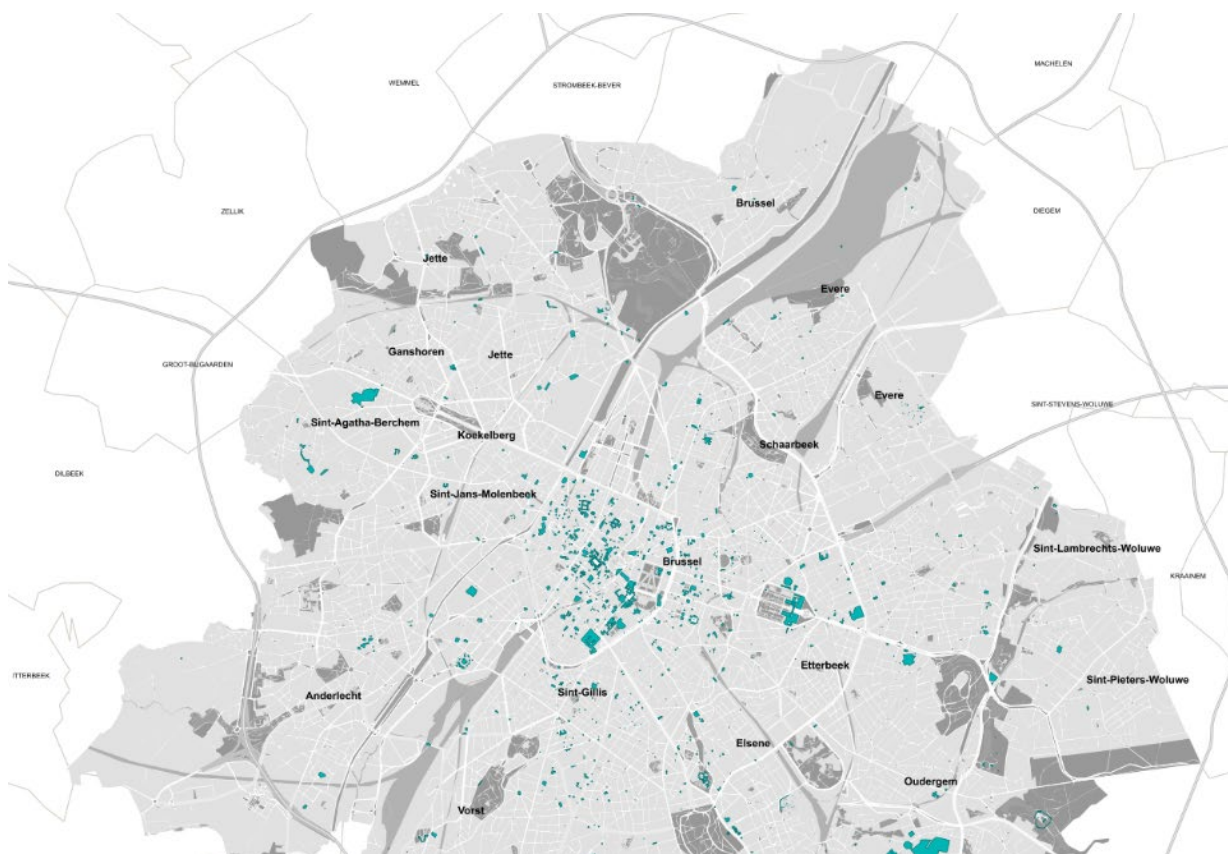 MACHELEN
WEMMEL
STROMBEEK-BEVER
Brussel
ZELLIK
DIEGEM
Jette
Evere
Ganshoren
Jette
GROOT-BIJGAARDEN
Evere
SINT-STEVENS-WOLUWE
Sint-Agatha-Berchem
Koekelberg
Schaarbeek
DILBEEK
Sint-Jans-Molenbeek
Sint-Lambrechts-Woluwe
Brussel
KRAAINEM
Etterbeek
ITTERBEEK
Sint-Pieters-Woluwe
Anderlecht
Sint-Gillis
Elsene
Oudergem
Vorst